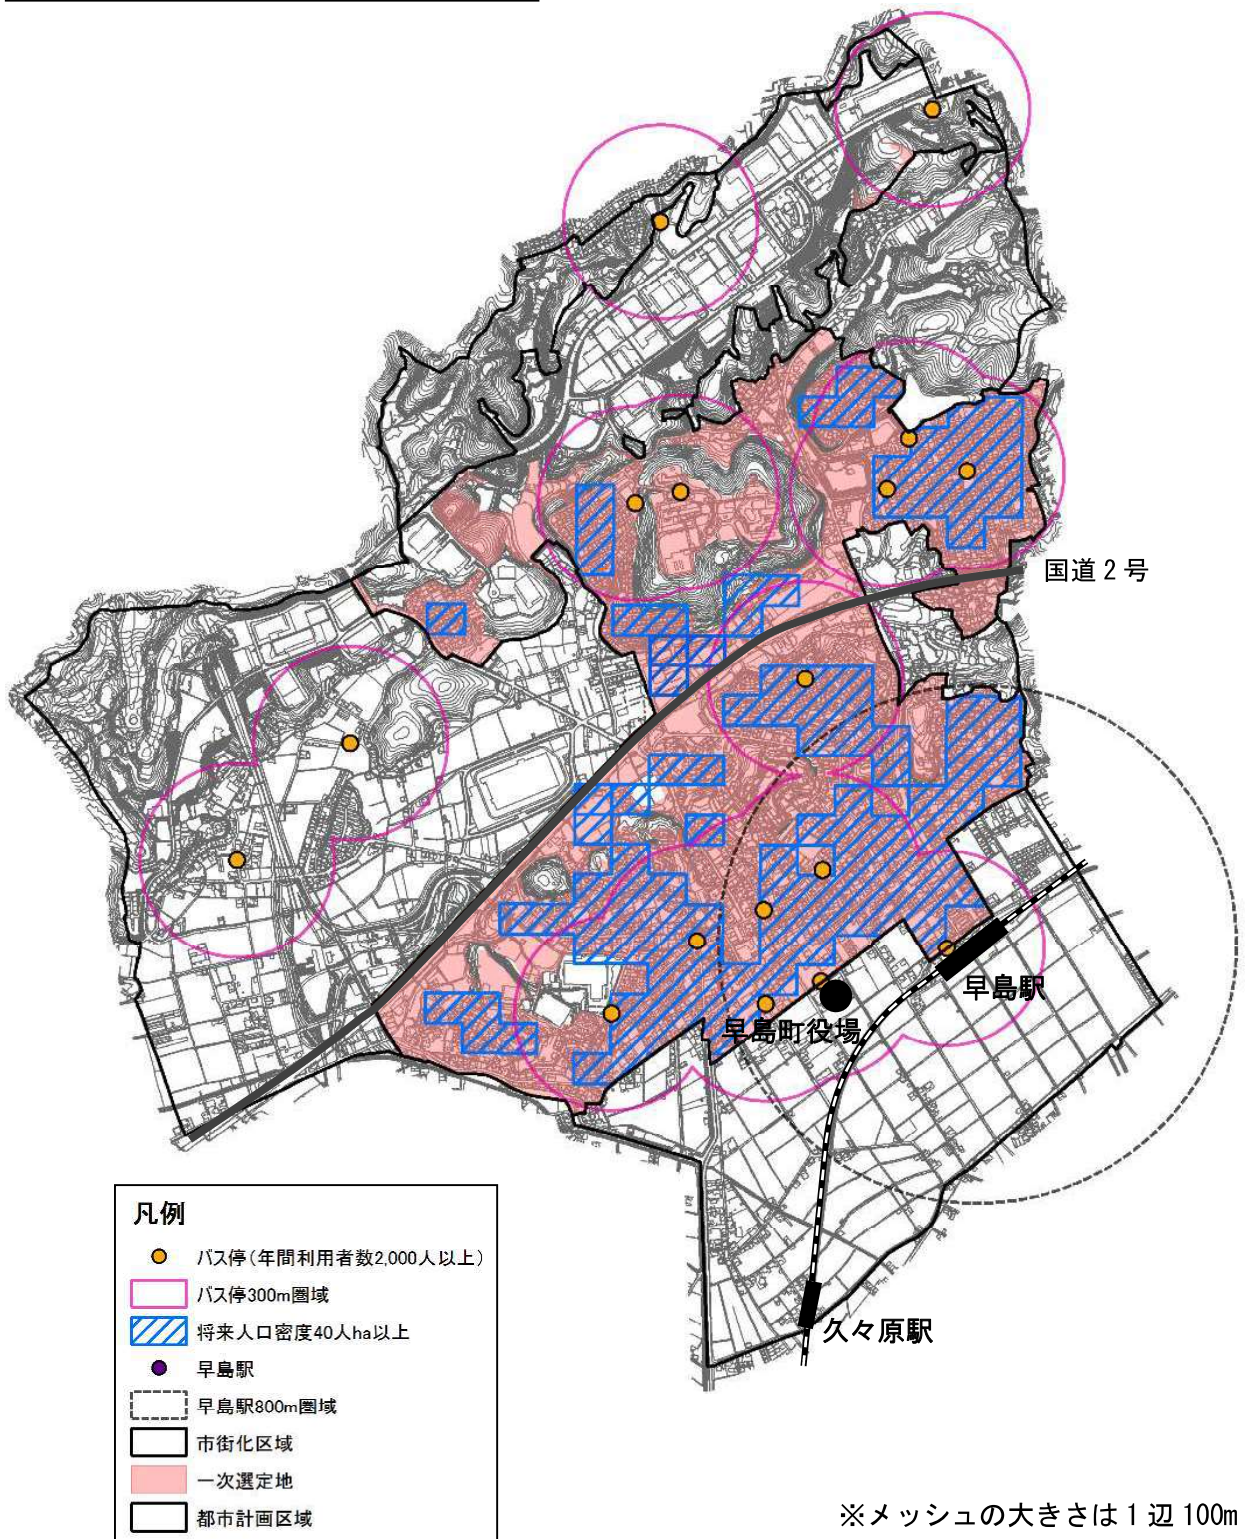 国道２号
早島駅
早島町役場
久々原駅
凡例
バス停(年間利用者数2,000人以上)
バス停300m圏域
将来人口密度40人ha以上
早島駅
早島駅800m圏域
市街化区域
一次選定地
都市計画区域
※メッシュの大きさは１辺 100m